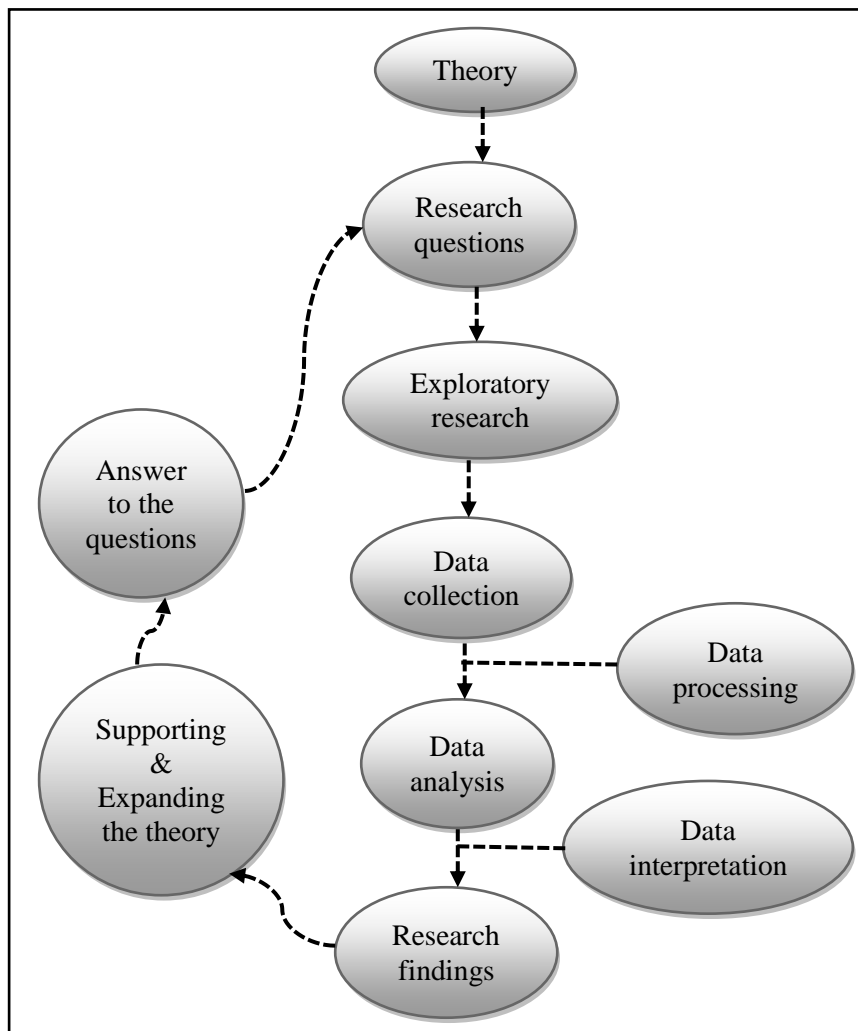 Theory
Research
questions
Exploratory
research
Answer
to the
questions
Data
collection
Data
processing
Supporting
&
Expanding
the theory
Data
analysis
Data
interpretation
Research
findings